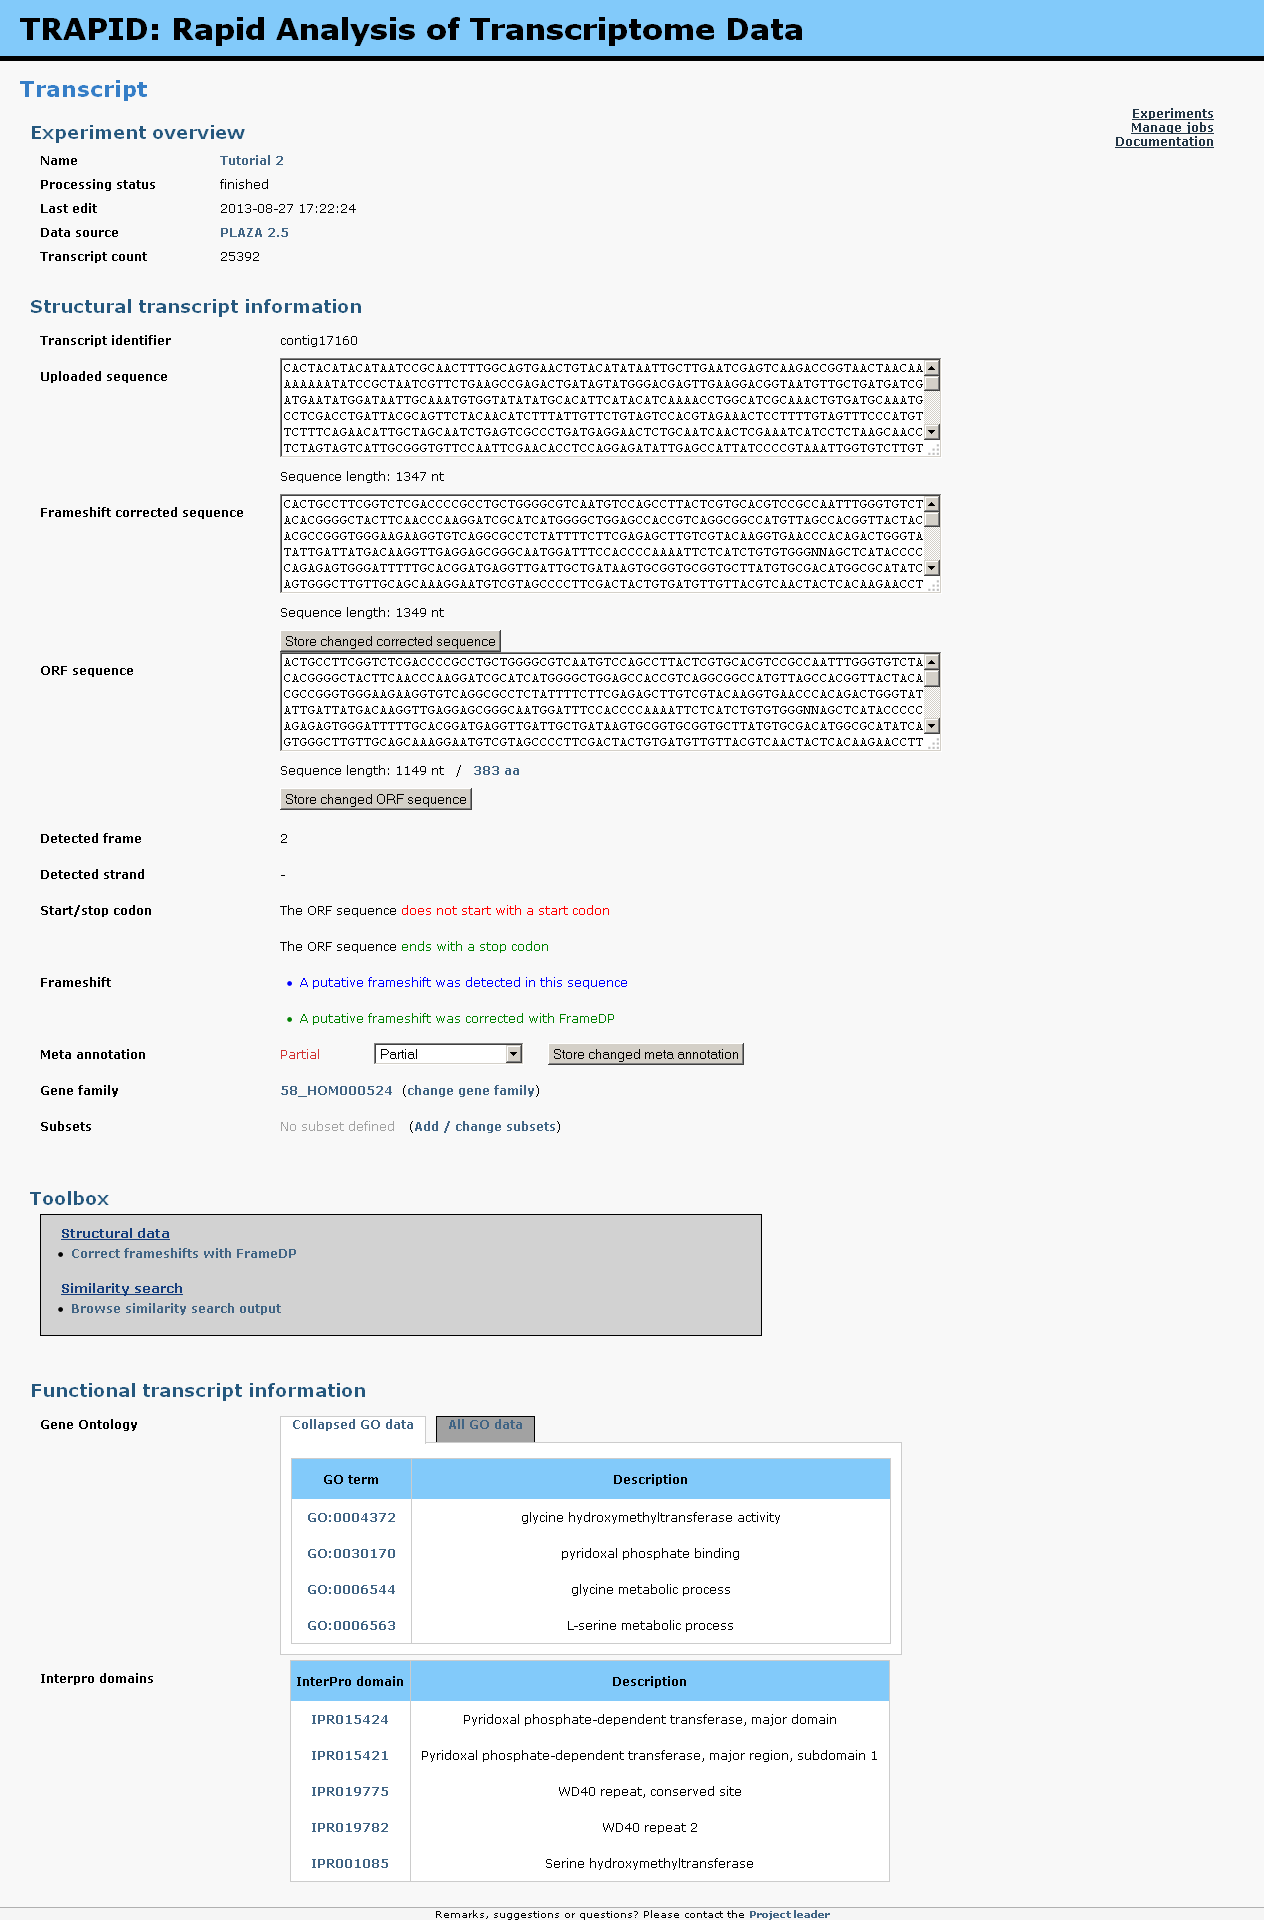 TRAPID: Rapid Analysis of Transcriptome Data
Transcript
Experiments
Manage jobs
Documentation
Experiment overview
Name Tutorial 2
Processing status finished
Last edit 2013-08-27 17:22:24
Data source PLAZA 2.5
Transcript count 25392
Structural transcript information
Transcript identifier contig17160
Uploaded sequence
CACTACATACATAATCCGCAACTTTGGCAGTGAACTGTACATATAATTGCTTGAATCGAGTCAAGACCGGTAACTAACAA
AAAAAATATCCGCTAATCGTTCTGAAGCCGAGACTGATAGTATGGGACGAGTTGAAGGACGGTAATGTTGCTGATGATCG
ATGAATATGGATAATTGCAAATGTGGTATATATGCACATTCATACATCAAAACCTGGCATCGCAAACTGTGATGCAAATG
CCTCGACCTGATTACGCAGTTCTACAACATCTTTATTGTTCTGTAGTCCACGTAGAAACTCCTTTTGTAGTTTCCCATGT
TCTTTCAGAACATTGCTAGCAATCTGAGTCGCCCTGATGAGGAACTCTGCAATCAACTCGAAATCATCCTCTAAGCAACC
TCTAGTAGTCATTGCGGGTGTTCCAATTCGAACACCTCCAGGAGATATTGAGCCATTATCCCCGTAAATTGGTGTCTTGT
Sequence length: 1347 nt
Frameshift corrected sequence
CACTGCCTTCGGTCTCGACCCCGCCTGCTGGGGCGTCAATGTCCAGCCTTACTCGTGCACGTCCGCCAATTTGGGTGTCT
ACACGGGGCTACTTCAACCCAAGGATCGCATCATGGGGCTGGAGCCACCGTCAGGCGGCCATGTTAGCCACGGTTACTAC
ACGCCGGGTGGGAAGAAGGTGTCAGGCGCCTCTATTTTCTTCGAGAGCTTGTCGTACAAGGTGAACCCACAGACTGGGTA
TATTGATTATGACAAGGTTGAGGAGCGGGCAATGGATTTCCACCCCAAAATTCTCATCTGTGTGGGNNAGCTCATACCCC
CAGAGAGTGGGATTTTTGCACGGATGAGGTTGATTGCTGATAAGTGCGGTGCGGTGCTTATGTGCGACATGGCGCATATC
AGTGGGCTTGTTGCAGCAAAGGAATGTCGTAGCCCCTTCGACTACTGTGATGTTGTTACGTCAACTACTCACAAGAACCT
Sequence length: 1349 nt
Store changed corrected sequence
ORF sequence
ACTGCCTTCGGTCTCGACCCCGCCTGCTGGGGCGTCAATGTCCAGCCTTACTCGTGCACGTCCGCCAATTTGGGTGTCTA
CACGGGGCTACTTCAACCCAAGGATCGCATCATGGGGCTGGAGCCACCGTCAGGCGGCCATGTTAGCCACGGTTACTACA
CGCCGGGTGGGAAGAAGGTGTCAGGCGCCTCTATTTTCTTCGAGAGCTTGTCGTACAAGGTGAACCCACAGACTGGGTAT
ATTGATTATGACAAGGTTGAGGAGCGGGCAATGGATTTCCACCCCAAAATTCTCATCTGTGTGGGNNAGCTCATACCCCC
AGAGAGTGGGATTTTTGCACGGATGAGGTTGATTGCTGATAAGTGCGGTGCGGTGCTTATGTGCGACATGGCGCATATCA
GTGGGCTTGTTGCAGCAAAGGAATGTCGTAGCCCCTTCGACTACTGTGATGTTGTTACGTCAACTACTCACAAGAACCTT
Sequence length: 1149 nt / 383 aa
Store changed ORF sequence
Detected frame 2
Detected strand -
Start/stop codon The ORF sequence does not start with a start codon
The ORF sequence ends with a stop codon
Frameshift • A putative frameshift was detected in this sequence
• A putative frameshift was corrected with FrameDP
Meta annotation Partial Partial Store changed meta annotation
Gene family 58_HOM000524 (change gene family)
Subsets No subset defined (Add / change subsets)
Toolbox
Structural data
• Correct frameshifts with FrameDP
Similarity search
• Browse similarity search output
Functional transcript information
Gene Ontology Collapsed GO data All GO data
GO term Description
GO:0004372 glycine hydroxymethyltransferase activity
GO:0030170 pyridoxal phosphate binding
GO:0006544 glycine metabolic process
GO:0006563 L-serine metabolic process
Interpro domains
InterPro domain Description
IPR015424 Pyridoxal phosphate-dependent transferase, major domain
IPR015421 Pyridoxal phosphate-dependent transferase, major region, subdomain 1
IPR019775 WD40 repeat, conserved site
IPR019782 WD40 repeat 2
IPR001085 Serine hydroxymethyltransferase
Remarks, suggestions or questions? Please contact the Project leader